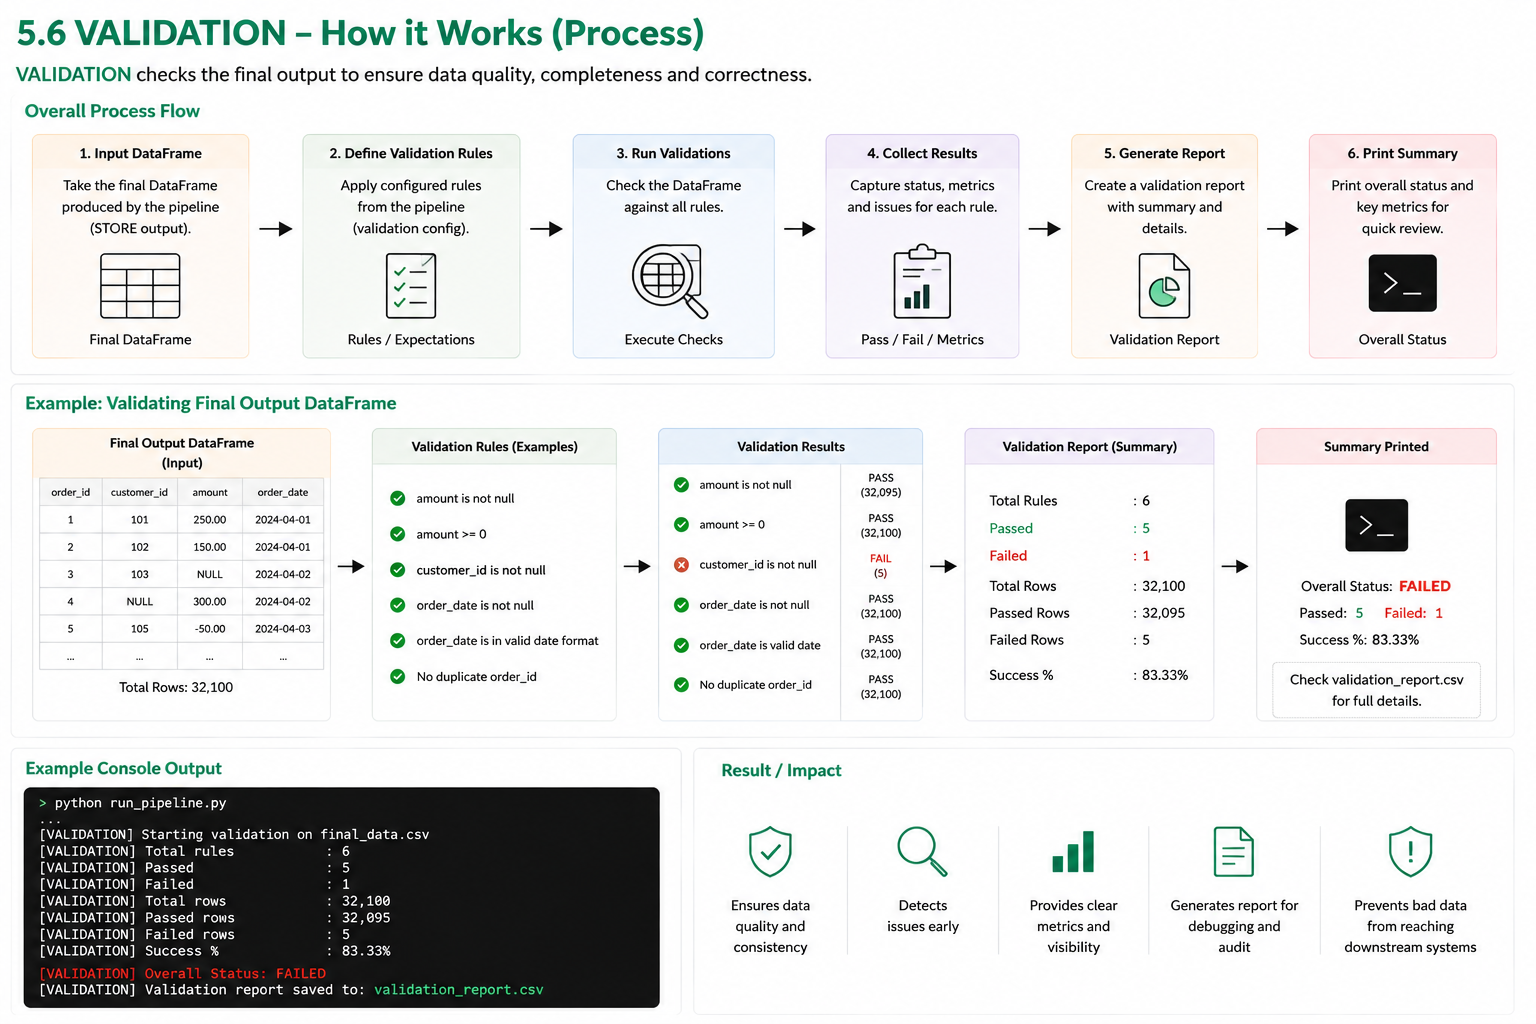 5.6 VALIDATION – How it Works (Process)
VALIDATION checks the final output to ensure data quality, completeness and correctness.
Overall Process Flow
1. Input DataFrame
Take the final DataFrame
produced by the pipeline
(STORE output).
Final DataFrame
2. Define Validation Rules
Apply configured rules
from the pipeline
(validation config).
Rules / Expectations
3. Run Validations
Check the DataFrame
against all rules.
Execute Checks
4. Collect Results
Capture status, metrics
and issues for each rule.
Pass / Fail / Metrics
5. Generate Report
Create a validation report
with summary and
details.
Validation Report
6. Print Summary
Print overall status and
key metrics for
quick review.
>_
Overall Status
Example: Validating Final Output DataFrame
Final Output DataFrame
(Input)
order_id customer_id amount order_date
1 101 250.00 2024-04-01
2 102 150.00 2024-04-01
3 103 NULL 2024-04-02
4 NULL 300.00 2024-04-02
5 105 -50.00 2024-04-03
... ... ... ...
Total Rows: 32,100
Validation Rules (Examples)
amount is not null
amount >= 0
customer_id is not null
order_date is not null
order_date is in valid date format
No duplicate order_id
Validation Results
amount is not null PASS
(32,095)
amount >= 0 PASS
(32,100)
customer_id is not null FAIL
(5)
order_date is not null PASS
(32,100)
order_date is valid date PASS
(32,100)
No duplicate order_id PASS
(32,100)
Validation Report (Summary)
Total Rules : 6
Passed : 5
Failed : 1
Total Rows : 32,100
Passed Rows : 32,095
Failed Rows : 5
Success % : 83.33%
Summary Printed
>_
Overall Status: FAILED
Passed: 5 Failed: 1
Success %: 83.33%
Check validation_report.csv
for full details.
Example Console Output
> python run_pipeline.py
...
[VALIDATION] Starting validation on final_data.csv
[VALIDATION] Total rules : 6
[VALIDATION] Passed : 5
[VALIDATION] Failed : 1
[VALIDATION] Total rows : 32,100
[VALIDATION] Passed rows : 32,095
[VALIDATION] Failed rows : 5
[VALIDATION] Success % : 83.33%
[VALIDATION] Overall Status: FAILED
[VALIDATION] Validation report saved to: validation_report.csv
Result / Impact
Ensures data
quality and
consistency
Detects
issues early
Provides clear
metrics and
visibility
Generates report for
debugging and
audit
Prevents bad data
from reaching
downstream systems